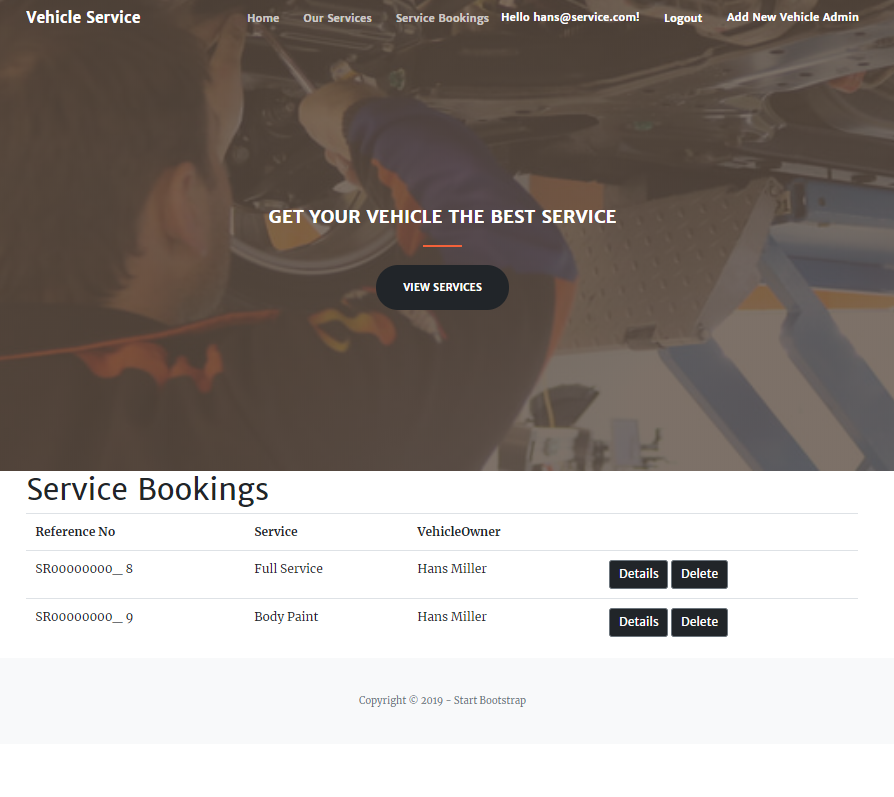 Vehicle Service Home Our Services Service Bookings Hello hans@service.com! Logout Add New Vehicle Admin
GET YOUR VEHICLE THE BEST SERVICE
VIEW SERVICES
Service Bookings
Reference No Service VehicleOwner
SR00000000_ 8 Full Service Hans Miller Details Delete
SR00000000_ 9 Body Paint Hans Miller Details Delete
Copyright © 2019 - Start Bootstrap